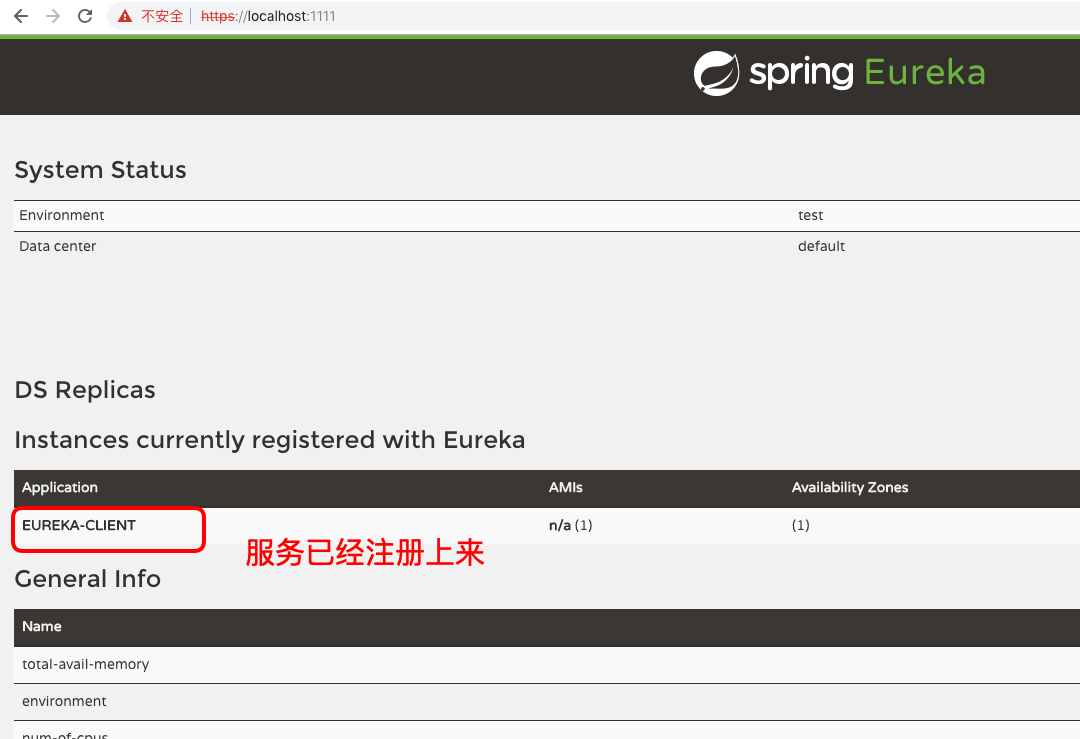 不安全 https://localhost:1111
spring Eureka
System Status
Environment test
Data center default
DS Replicas
Instances currently registered with Eureka
Application AMIs Availability Zones
EUREKA-CLIENT n/a (1) (1)
服务已经注册上来
General Info
Name
total-avail-memory
environment
num-of-cpus